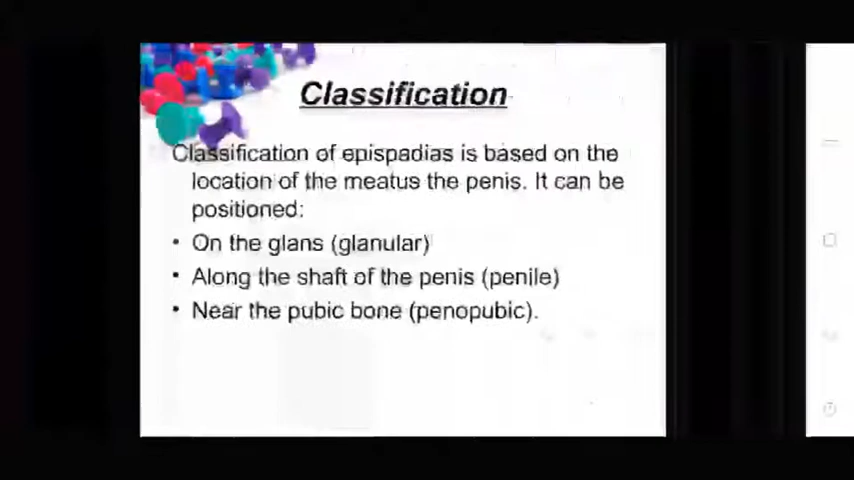 Classification
Classification of epispadias is based on the
location of the meatus the penis. It can be
positioned:
• On the glans (glanular)
• Along the shaft of the penis (penile)
• Near the pubic bone (penopubic).